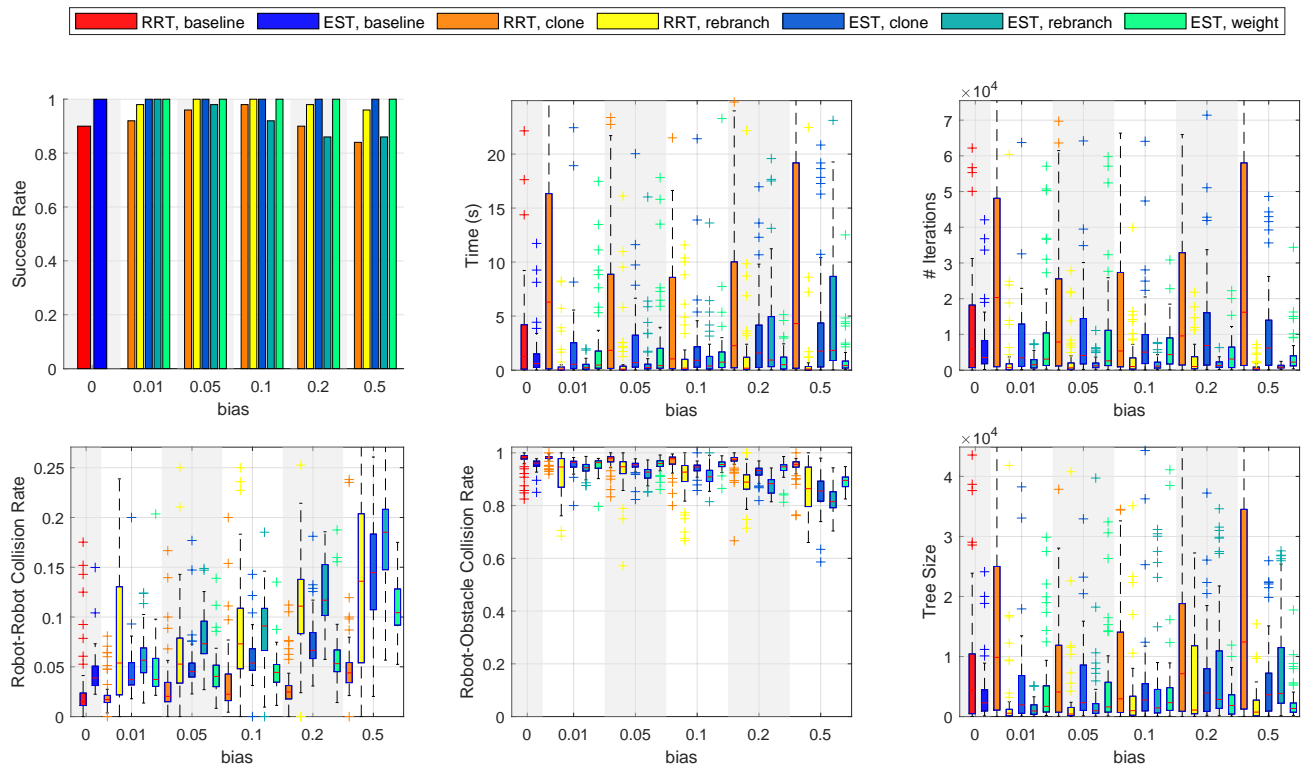 RRT, baseline EST, baseline RRT, clone RRT, rebranch EST, clone EST, rebranch EST, weight
1
0.8
0.6
0.4
0.2
0
Success Rate
0 0.01 0.05 0.1 0.2 0.5
bias
20
15
10
5
0
Time (s)
0 0.01 0.05 0.1 0.2 0.5
bias
×10^4
7
6
5
4
3
2
1
0
# Iterations
0 0.01 0.05 0.1 0.2 0.5
bias
0.25
0.2
0.15
0.1
0.05
0
Robot-Robot Collision Rate
0 0.01 0.05 0.1 0.2 0.5
bias
1
0.8
0.6
0.4
0.2
0
Robot-Obstacle Collision Rate
0 0.01 0.05 0.1 0.2 0.5
bias
×10^4
4
3
2
1
0
Tree Size
0 0.01 0.05 0.1 0.2 0.5
bias